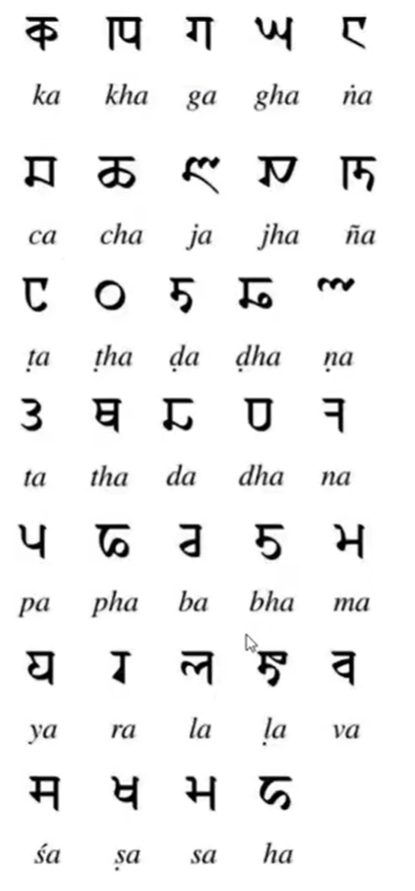 𑦮 𑦯 𑦰 𑦱 𑦲
ka kha ga gha ṅa
𑦳 𑦴 𑦵 𑦶 𑦷
ca cha ja jha ña
𑦸 𑦹 𑦺 𑦻 𑦼
ṭa ṭha ḍa ḍha ṇa
𑦽 𑦾 𑦿 𑧀 𑧁
ta tha da dha na
𑧂 𑧃 𑧄 𑧅 𑧆
pa pha ba bha ma
𑧇 𑧈 𑧉 𑧏 𑧊
ya ra la ḷa va
𑧋 𑧌 𑧍 𑧎
śa ṣa sa ha